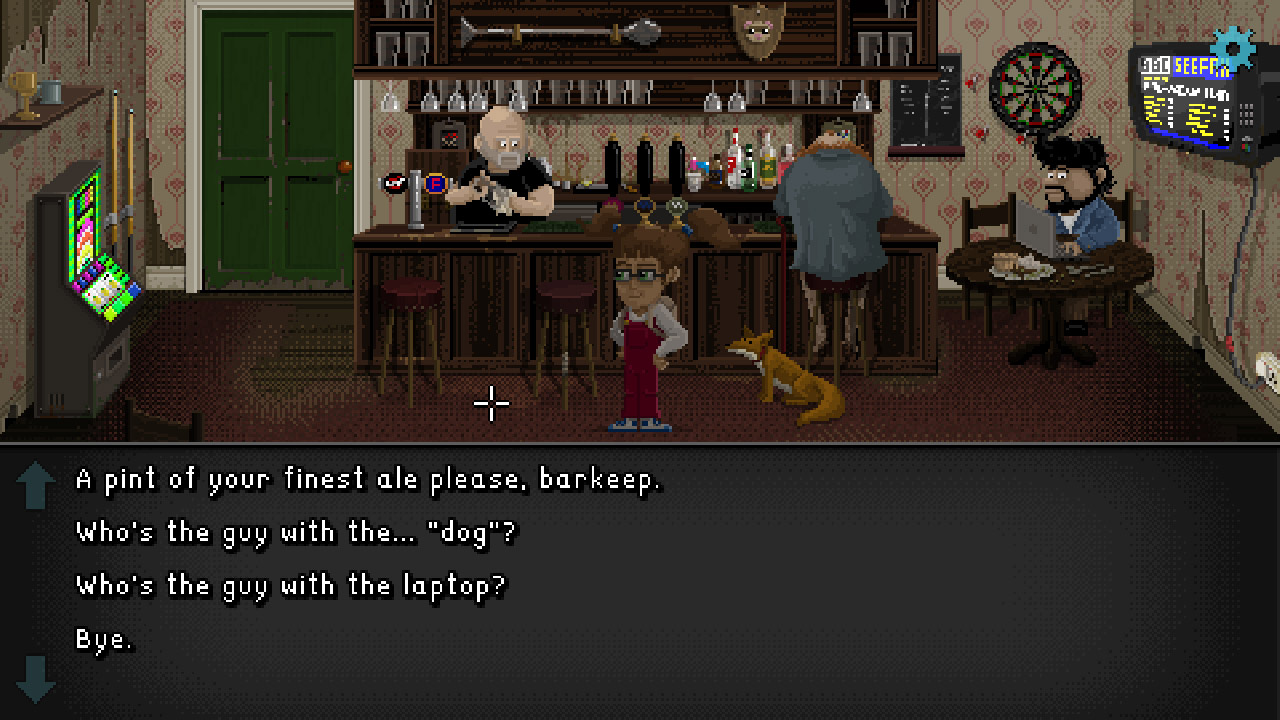 SEEFA
A pint of your finest ale please, barkeep.
Who's the guy with the... "dog"?
Who's the guy with the laptop?
Bye.